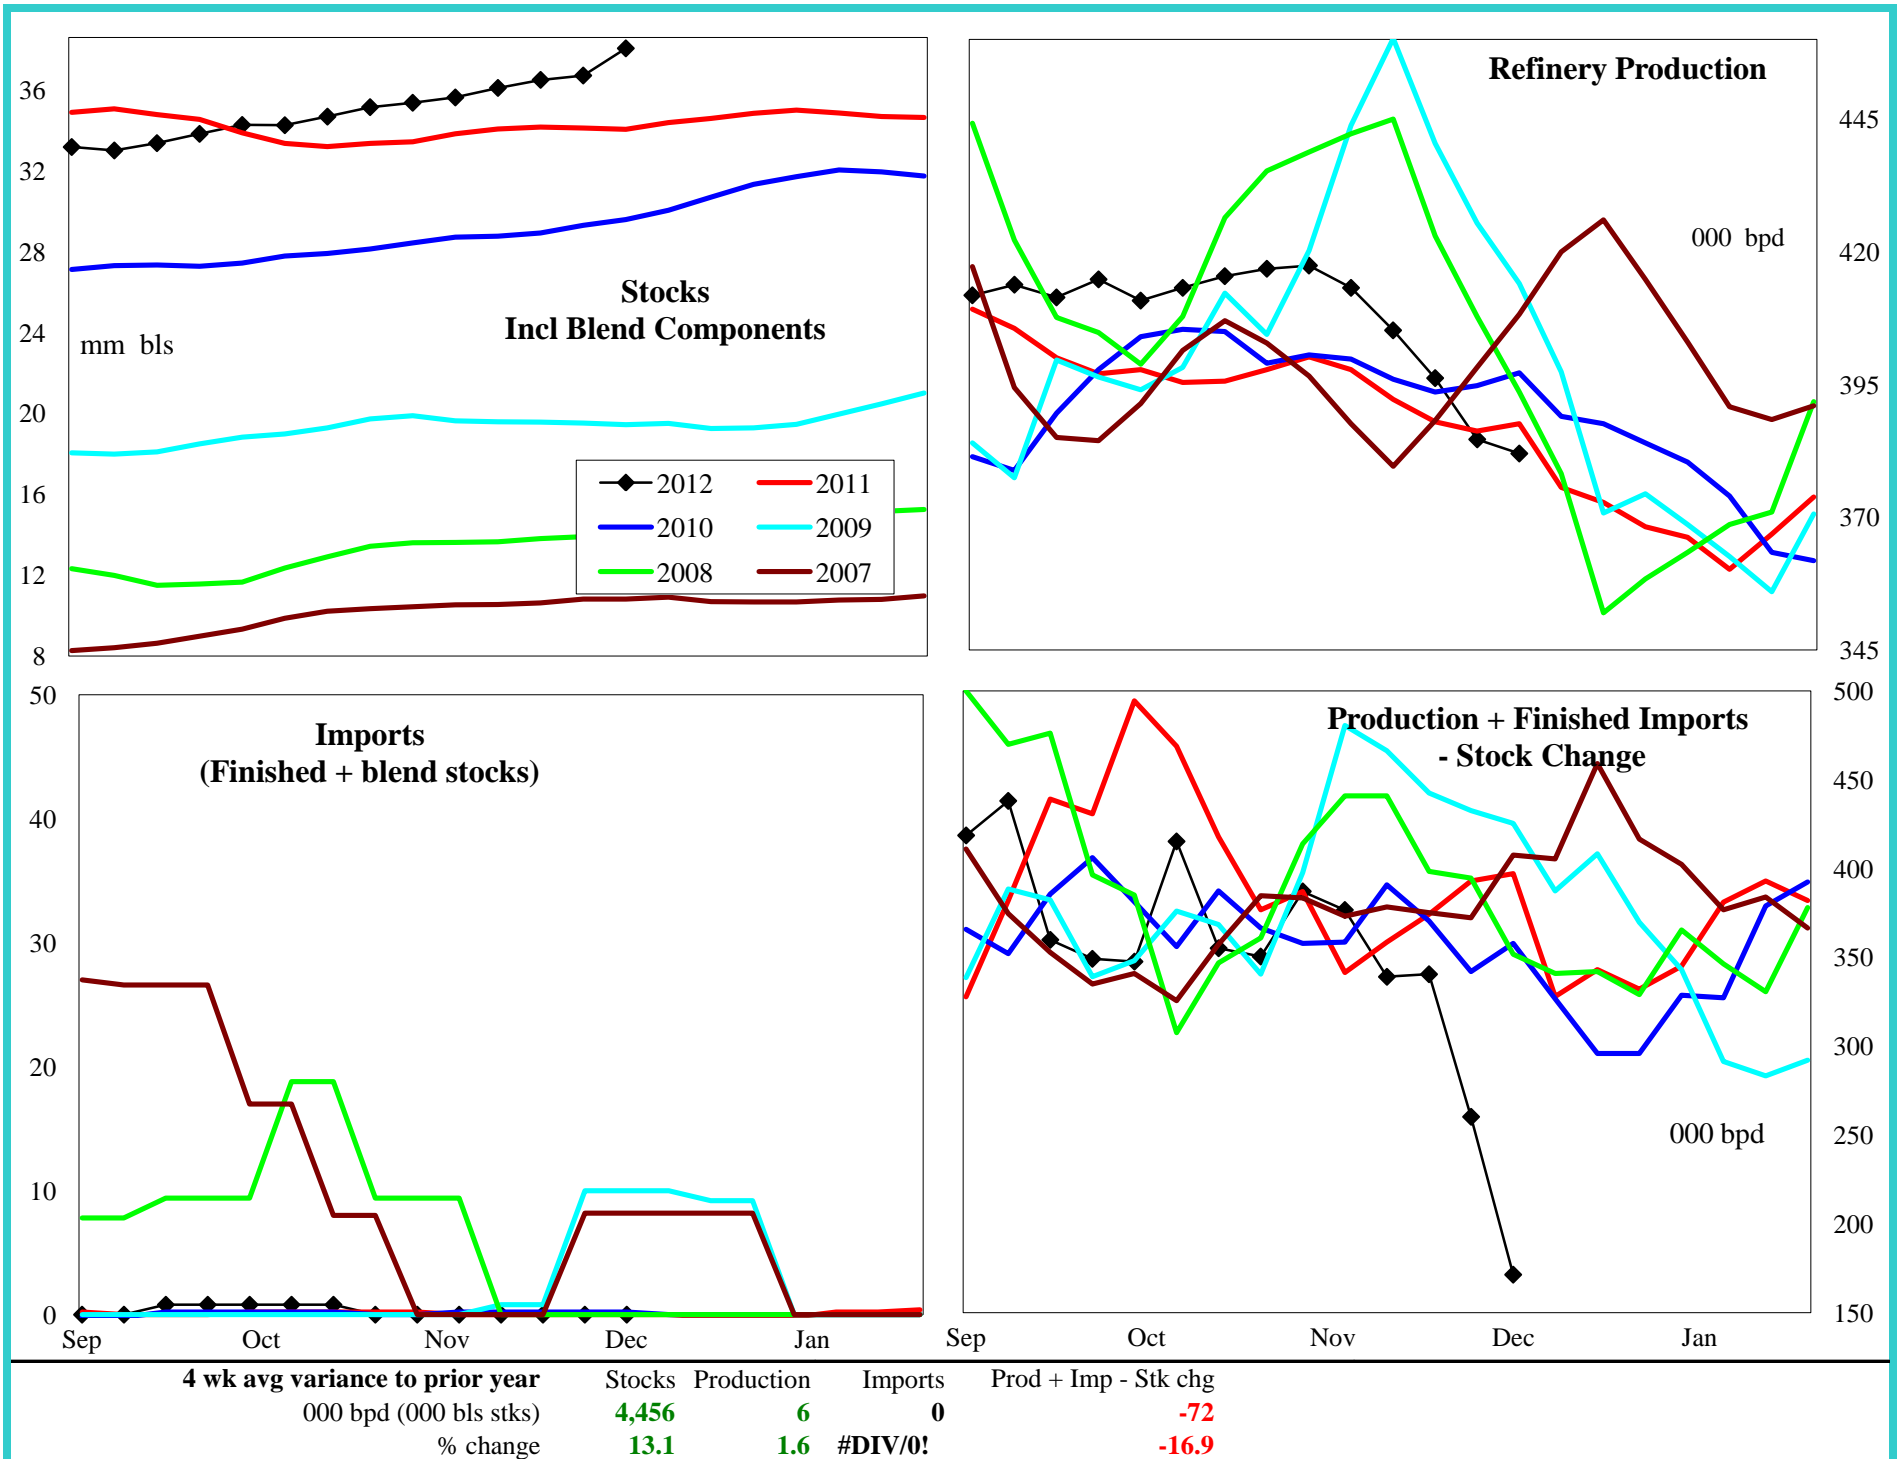 36
32
28
24
20
16
12
8
Stocks
Incl Blend Components
mm bls
2012
2011
2010
2009
2008
2007
Refinery Production
000 bpd
445
420
395
370
345
50
40
30
20
10
0
Imports
(Finished + blend stocks)
Sep Oct Nov Dec Jan
Production + Finished Imports
- Stock Change
000 bpd
500
450
400
350
300
250
200
150
Sep Oct Nov Dec Jan
4 wk avg variance to prior year Stocks Production Imports Prod + Imp - Stk chg
000 bpd (000 bls stks) 4,456 6 0 -72
% change 13.1 1.6 #DIV/0! -16.9